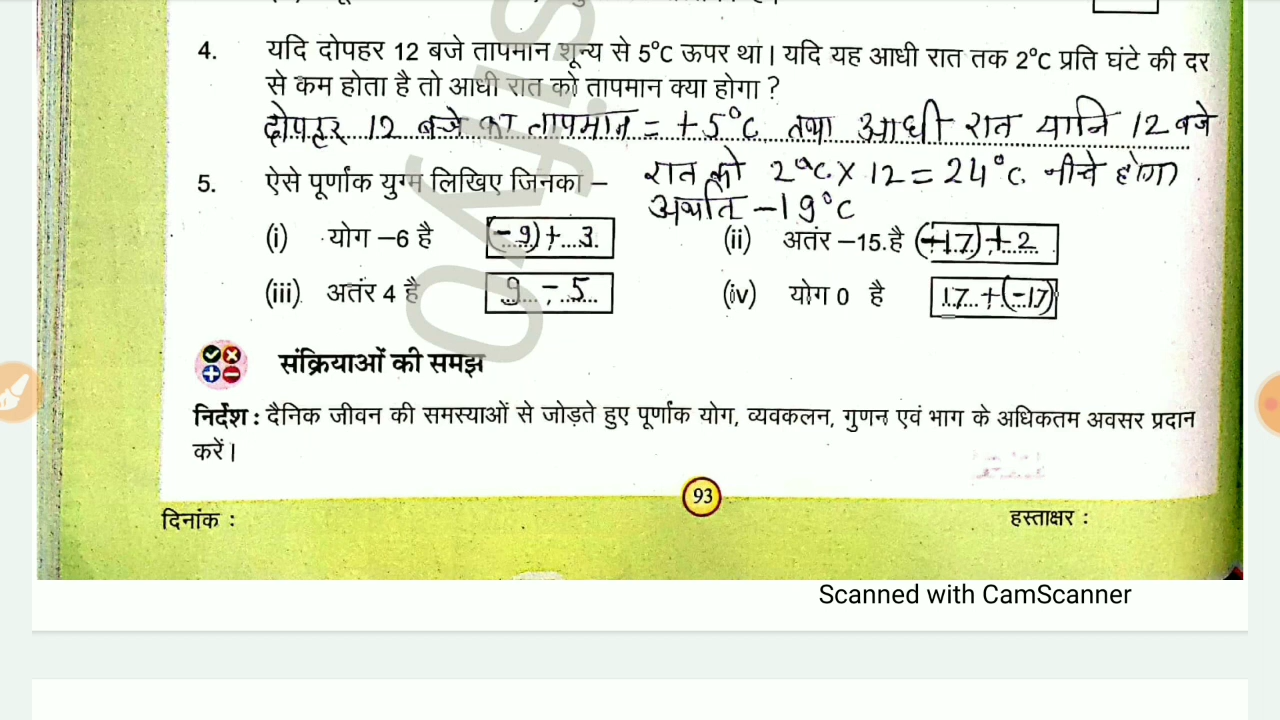 4. यदि दोपहर 12 बजे तापमान शून्य से 5°C ऊपर था। यदि यह आधी रात तक 2°C प्रति घंटे की दर
से कम होता है तो आधी रात को तापमान क्या होगा ?
दोपहर 12 बजे का तापमान = +5°C तथा आधी रात यानि 12 बजे
रात को 2°C × 12 = 24°C नीचे होगा
अर्थात -19°C
5. ऐसे पूर्णांक युग्म लिखिए जिनका –
(i) योग –6 है (-9) + 3
(ii) अतंर –15 है (-17) + 2
(iii) अतंर 4 है 9 - 5
(iv) योग 0 है 17 + (-17)
संक्रियाओं की समझ
निर्देश : दैनिक जीवन की समस्याओं से जोड़ते हुए पूर्णांक योग, व्यवकलन, गुणन एवं भाग के अधिकतम अवसर प्रदान
करें।
93
दिनांक :
हस्ताक्षर :
Scanned with CamScanner